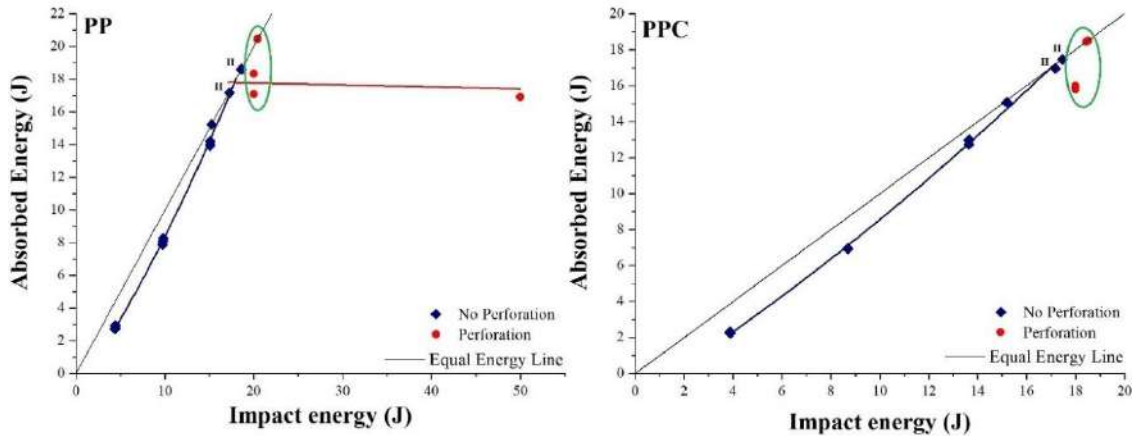 PP
Absorbed Energy (J)
22
20
18
16
14
12
10
8
6
4
2
0
II
II
No Perforation
Perforation
Equal Energy Line
0
10
20
30
40
50
Impact energy (J)
PPC
Absorbed Energy (J)
20
18
16
14
12
10
8
6
4
2
0
II
II
No Perforation
Perforation
Equal Energy Line
0
2
4
6
8
10
12
14
16
18
20
Impact energy (J)